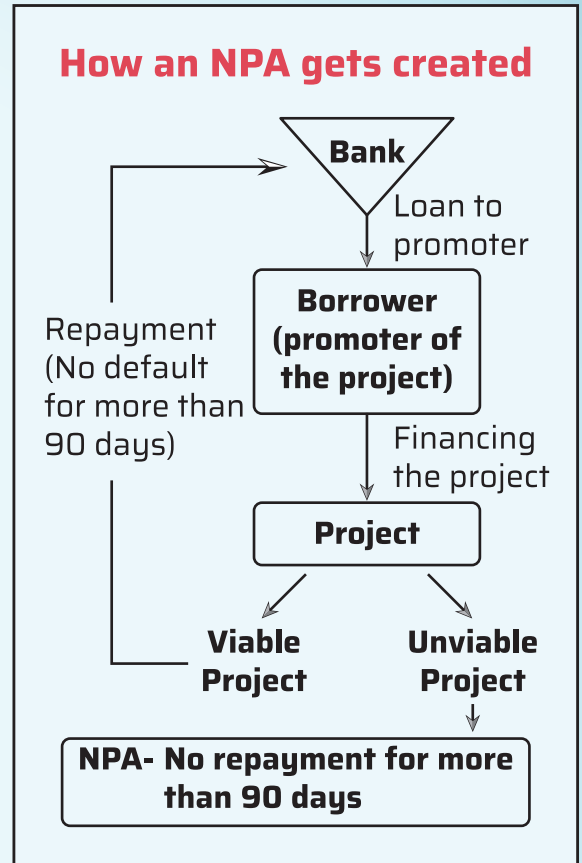 How an NPA gets created
Bank
Loan to
promoter
Borrower
(promoter of
the project)
Repayment
(No default
for more than
90 days)
Financing
the project
Project
Viable
Project
Unviable
Project
NPA- No repayment for more
than 90 days